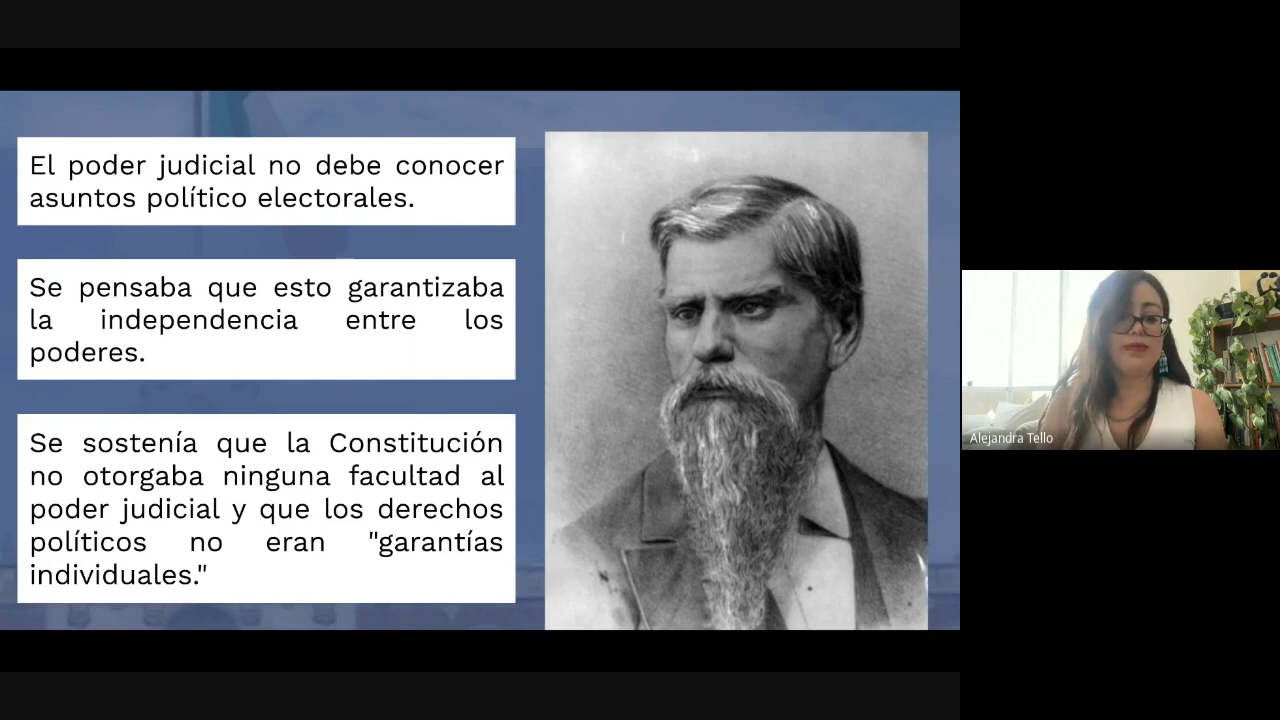 El poder judicial no debe conocer
asuntos político electorales.
Se pensaba que esto garantizaba
la independencia entre los
poderes.
Se sostenía que la Constitución
no otorgaba ninguna facultad al
poder judicial y que los derechos
políticos no eran "garantías
individuales."
Alejandra Tello